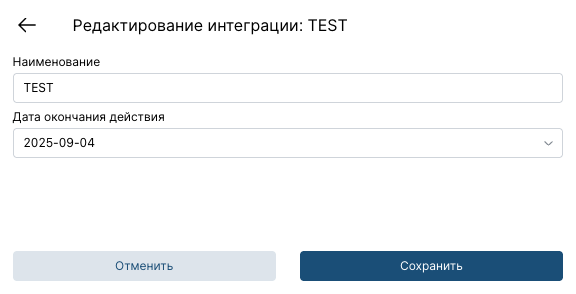 Редактирование интеграции: TEST
Наименование
TEST
Дата окончания действия
2025-09-04
Отменить
Сохранить